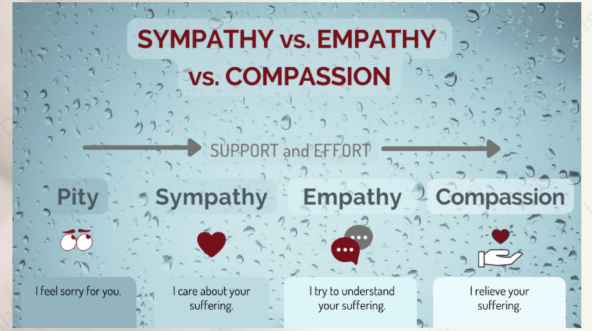 SYMPATHY vs. EMPATHY
vs. COMPASSION
SUPPORT and EFFORT
Pity
Sympathy
Empathy
Compassion
I feel sorry for you.
I care about your
suffering.
I try to understand
your suffering.
I relieve your
suffering.